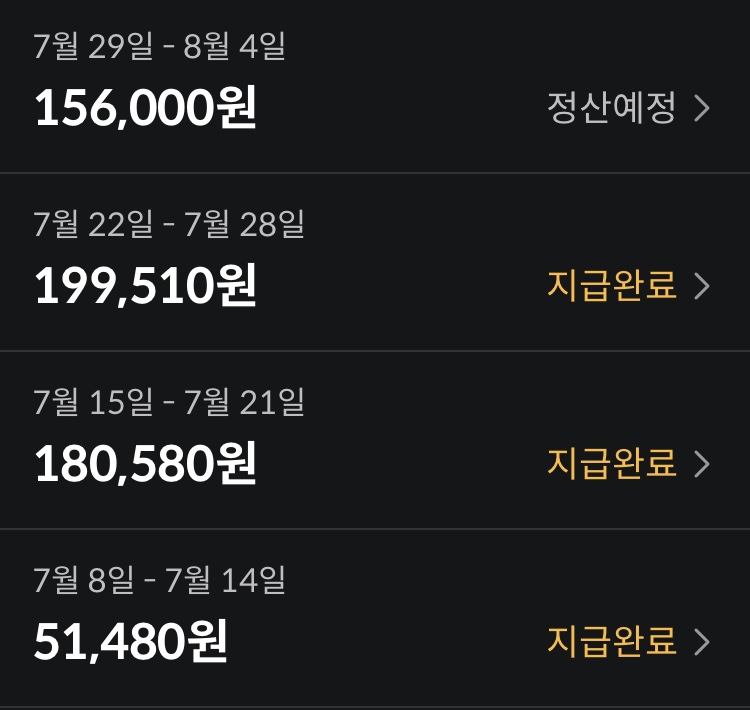 7월 29일 - 8월 4일
156,000원 정산예정
7월 22일 - 7월 28일
199,510원 지급완료
7월 15일 - 7월 21일
180,580원 지급완료
7월 8일 - 7월 14일
51,480원 지급완료